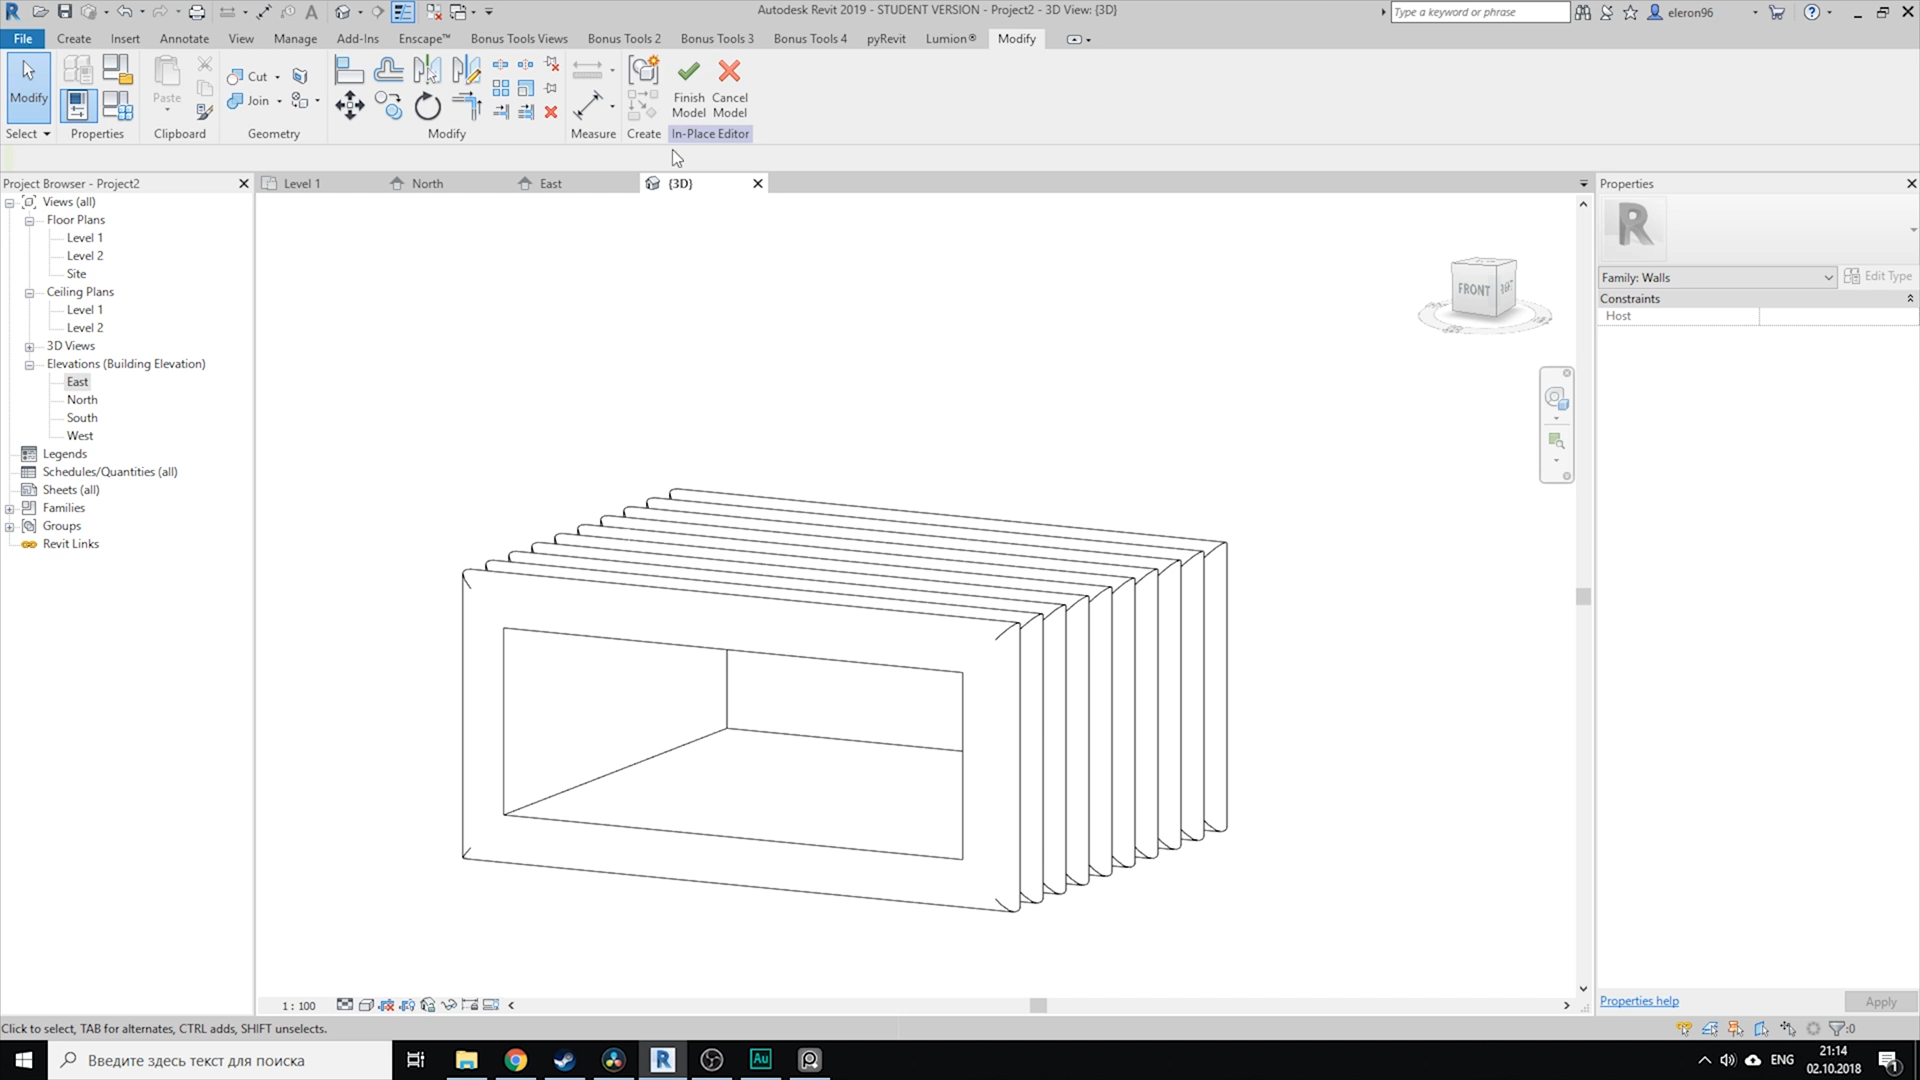 Autodesk Revit 2019 - STUDENT VERSION - Project2 - 3D View: {3D}
Type a keyword or phrase
eleron96
File
Create
Insert
Annotate
View
Manage
Add-Ins
Enscape™
Bonus Tools Views
Bonus Tools 2
Bonus Tools 3
Bonus Tools 4
pyRevit
Lumion®
Modify
Modify
Paste
Cut
Join
Finish Model
Cancel Model
Select
Properties
Clipboard
Geometry
Modify
Measure
Create
In-Place Editor
Project Browser - Project2
Level 1
North
East
{3D}
Properties
Views (all)
Floor Plans
Level 1
Level 2
Site
Ceiling Plans
Level 1
Level 2
3D Views
Elevations (Building Elevation)
East
North
South
West
Legends
Schedules/Quantities (all)
Sheets (all)
Families
Groups
Revit Links
FRONT
RIGHT
R
Family: Walls
Edit Type
Constraints
Host
1 : 100
Properties help
Apply
Click to select, TAB for alternates, CTRL adds, SHIFT unselects.
:0
Введите здесь текст для поиска
R
Au
ENG
21:14
02.10.2018
1